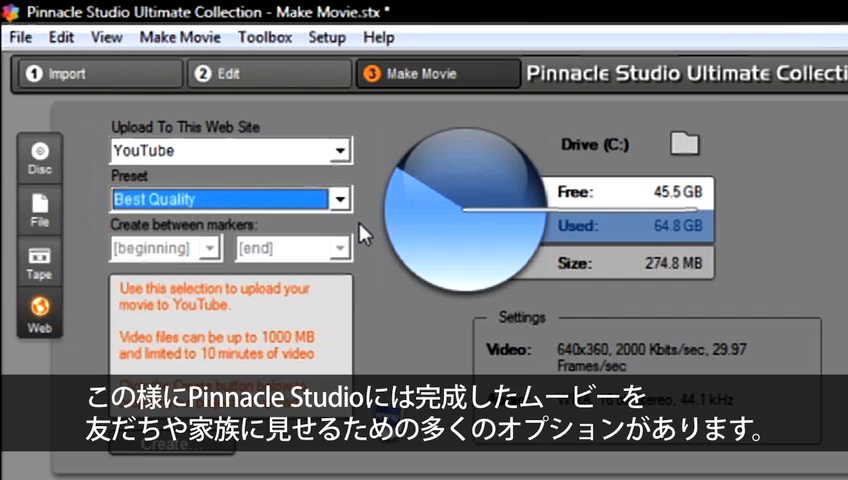 Pinnacle Studio Ultimate Collection - Make Movie.stx *
File Edit View Make Movie Toolbox Setup Help
1 Import 2 Edit 3 Make Movie Pinnacle Studio Ultimate Collecti
Upload To This Web Site
YouTube
Drive (C:)
Disc
Preset
Best Quality
Free: 45.5 GB
File
Create between markers:
Used: 64.8 GB
[beginning] [end]
Size: 274.8 MB
Tape
Use this selection to upload your
movie to YouTube.
Web
Settings
Video files can be up to 1000 MB
and limited to 10 minutes of video
Video: 640x360, 2000 Kbits/sec, 29.97
Frames/sec
この様にPinnacle Studioには完成したムービーを
友だちや家族に見せるための多くのオプションがあります。
Create...